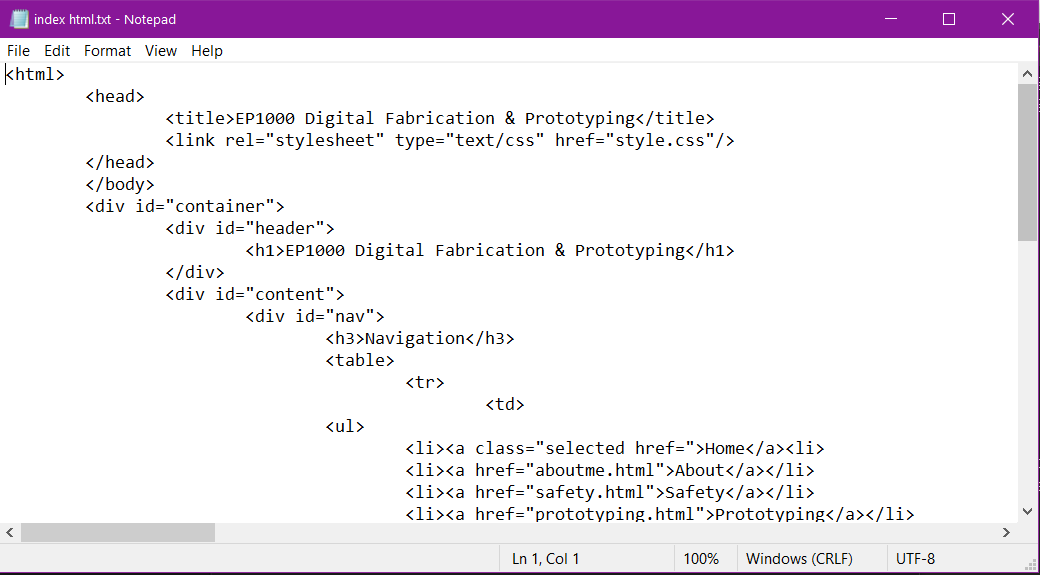 index html.txt - Notepad
File Edit Format View Help
<html>
<head>
<title>EP1000 Digital Fabrication & Prototyping</title>
<link rel="stylesheet" type="text/css" href="style.css"/>
</head>
</body>
<div id="container">
<div id="header">
<h1>EP1000 Digital Fabrication & Prototyping</h1>
</div>
<div id="content">
<div id="nav">
<h3>Navigation</h3>
<table>
<tr>
<td>
<ul>
<li><a class="selected href=">Home</a><li>
<li><a href="aboutme.html">About</a></li>
<li><a href="safety.html">Safety</a></li>
<li><a href="prototyping.html">Prototyping</a></li>
Ln 1, Col 1 100% Windows (CRLF) UTF-8